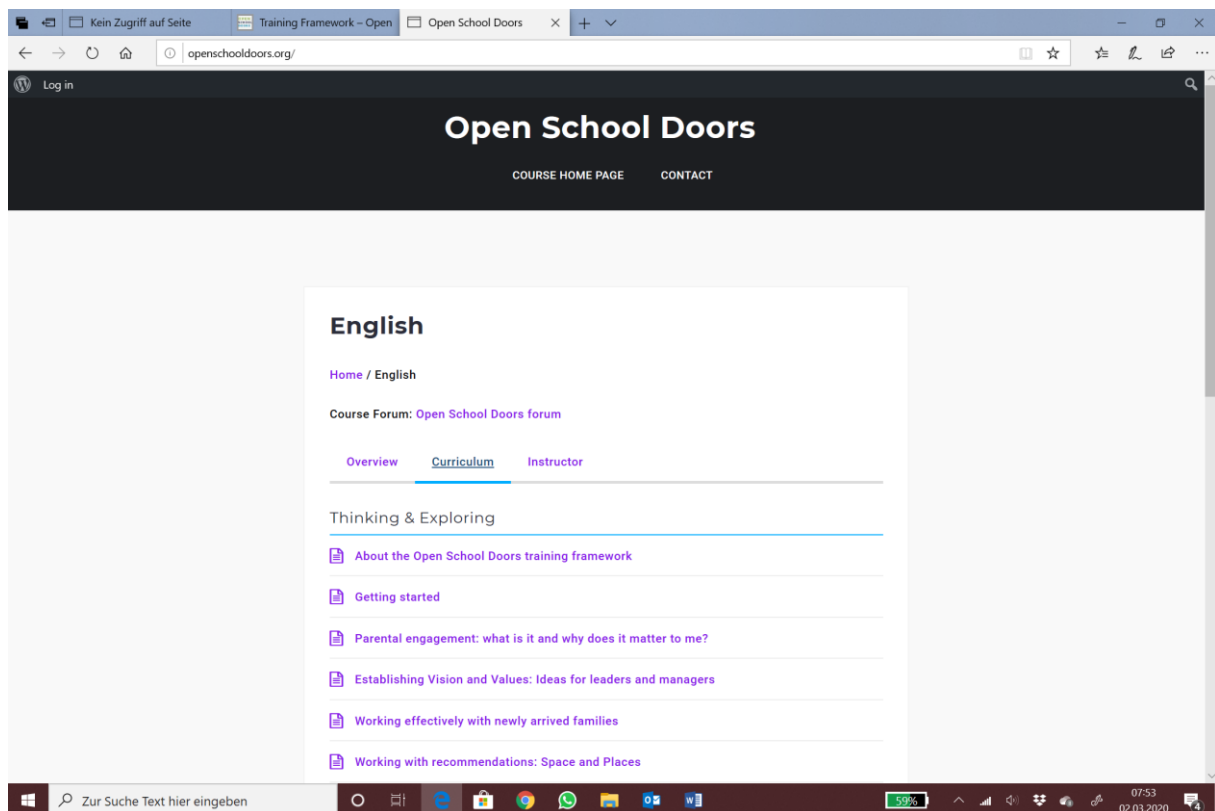 Kein Zugriff auf Seite
Training Framework – Open
Open School Doors
openschooldoors.org/
Log in
Open School Doors
COURSE HOME PAGE CONTACT
English
Home / English
Course Forum: Open School Doors forum
Overview Curriculum Instructor
Thinking & Exploring
About the Open School Doors training framework
Getting started
Parental engagement: what is it and why does it matter to me?
Establishing Vision and Values: Ideas for leaders and managers
Working effectively with newly arrived families
Working with recommendations: Space and Places
Zur Suche Text hier eingeben
59%
07:53
02.03.2020
4